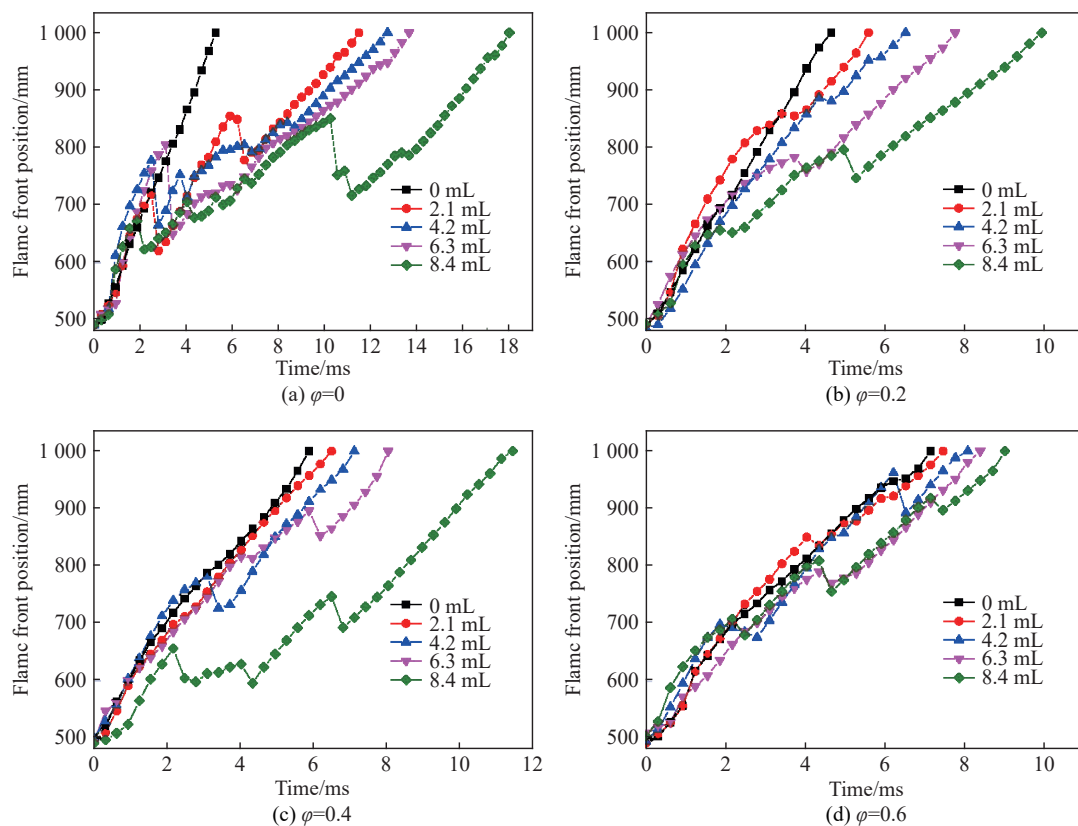 1 000
900
800
700
600
500
Flamc front position/mm
0 mL
2.1 mL
4.2 mL
6.3 mL
8.4 mL
0 2 4 6 8 10 12 14 16 18
Time/ms
(a) φ=0
1 000
900
800
700
600
500
Flamc front position/mm
0 mL
2.1 mL
4.2 mL
6.3 mL
8.4 mL
0 2 4 6 8 10
Time/ms
(b) φ=0.2
1 000
900
800
700
600
500
Flamc front position/mm
0 mL
2.1 mL
4.2 mL
6.3 mL
8.4 mL
0 2 4 6 8 10 12
Time/ms
(c) φ=0.4
1 000
900
800
700
600
500
Flamc front position/mm
0 mL
2.1 mL
4.2 mL
6.3 mL
8.4 mL
0 2 4 6 8 10
Time/ms
(d) φ=0.6